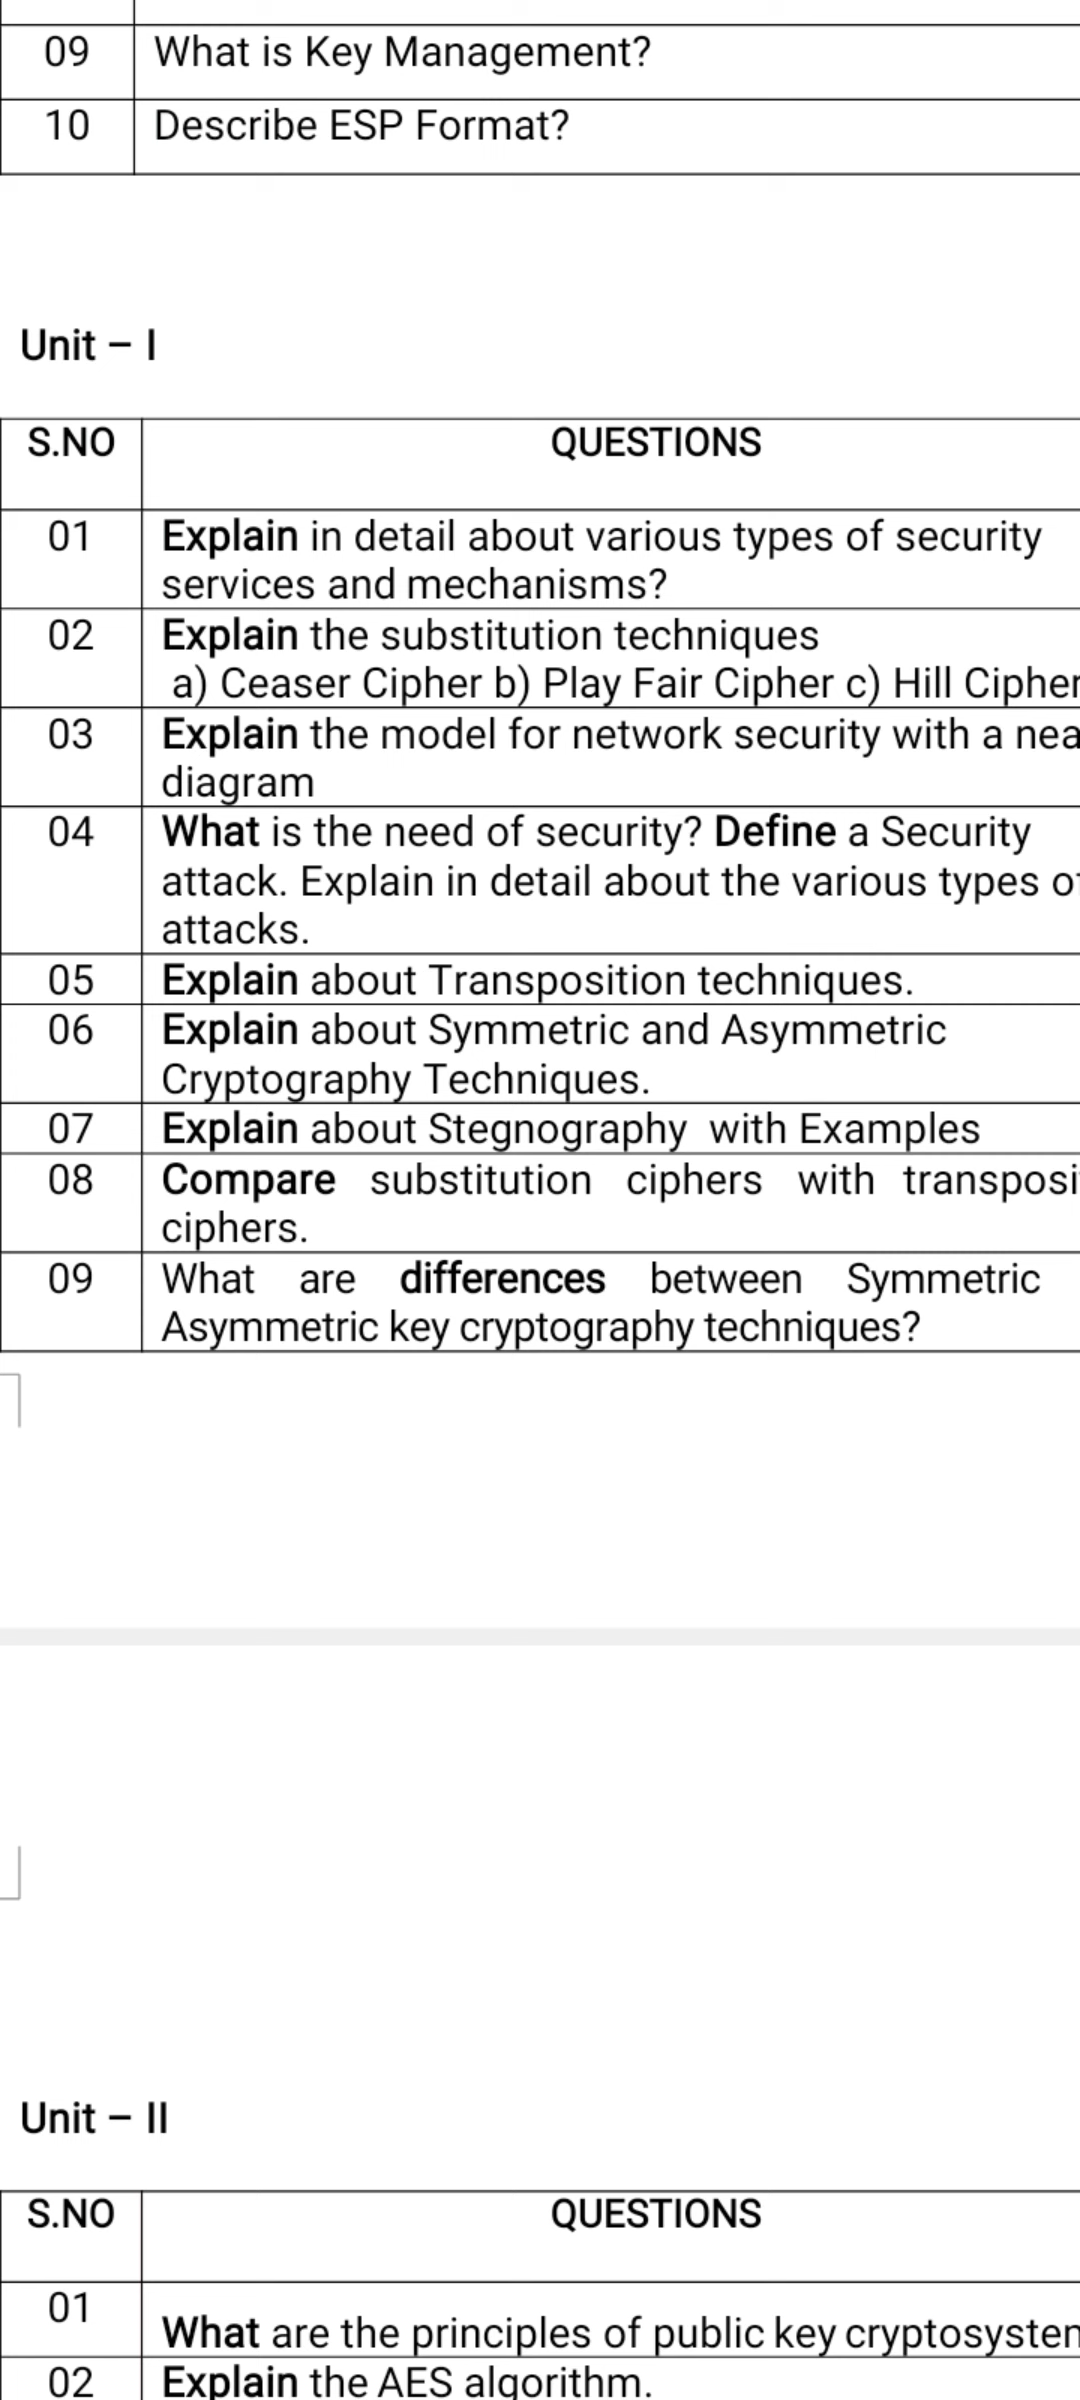 09 What is Key Management?
10 Describe ESP Format?
Unit – I
S.NO QUESTIONS
01 Explain in detail about various types of security
services and mechanisms?
02 Explain the substitution techniques
a) Ceaser Cipher b) Play Fair Cipher c) Hill Cipher
03 Explain the model for network security with a nea
diagram
04 What is the need of security? Define a Security
attack. Explain in detail about the various types of
attacks.
05 Explain about Transposition techniques.
06 Explain about Symmetric and Asymmetric
Cryptography Techniques.
07 Explain about Stegnography with Examples
08 Compare substitution ciphers with transposi
ciphers.
09 What are differences between Symmetric
Asymmetric key cryptography techniques?
Unit – II
S.NO QUESTIONS
01
What are the principles of public key cryptosystem
02 Explain the AES algorithm.